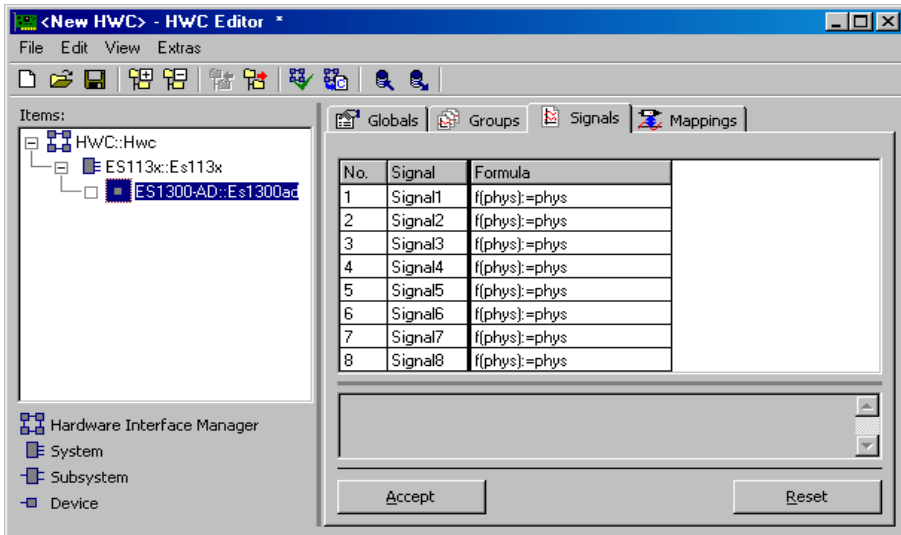 <New HWC> - HWC Editor *
File Edit View Extras
Items:
HWC::Hwc
ES113x::Es113x
ES1300-AD::Es1300ad
Hardware Interface Manager
System
Subsystem
Device
Globals Groups Signals Mappings
No. Signal Formula
1 Signal1 f(phys):=phys
2 Signal2 f(phys):=phys
3 Signal3 f(phys):=phys
4 Signal4 f(phys):=phys
5 Signal5 f(phys):=phys
6 Signal6 f(phys):=phys
7 Signal7 f(phys):=phys
8 Signal8 f(phys):=phys
Accept Reset